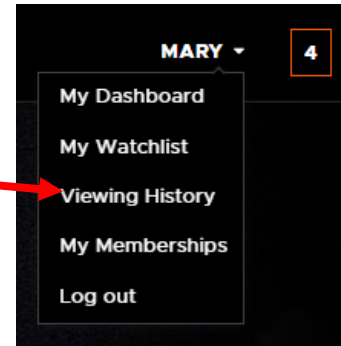 MARY 4
My Dashboard
My Watchlist
Viewing History
My Memberships
Log out